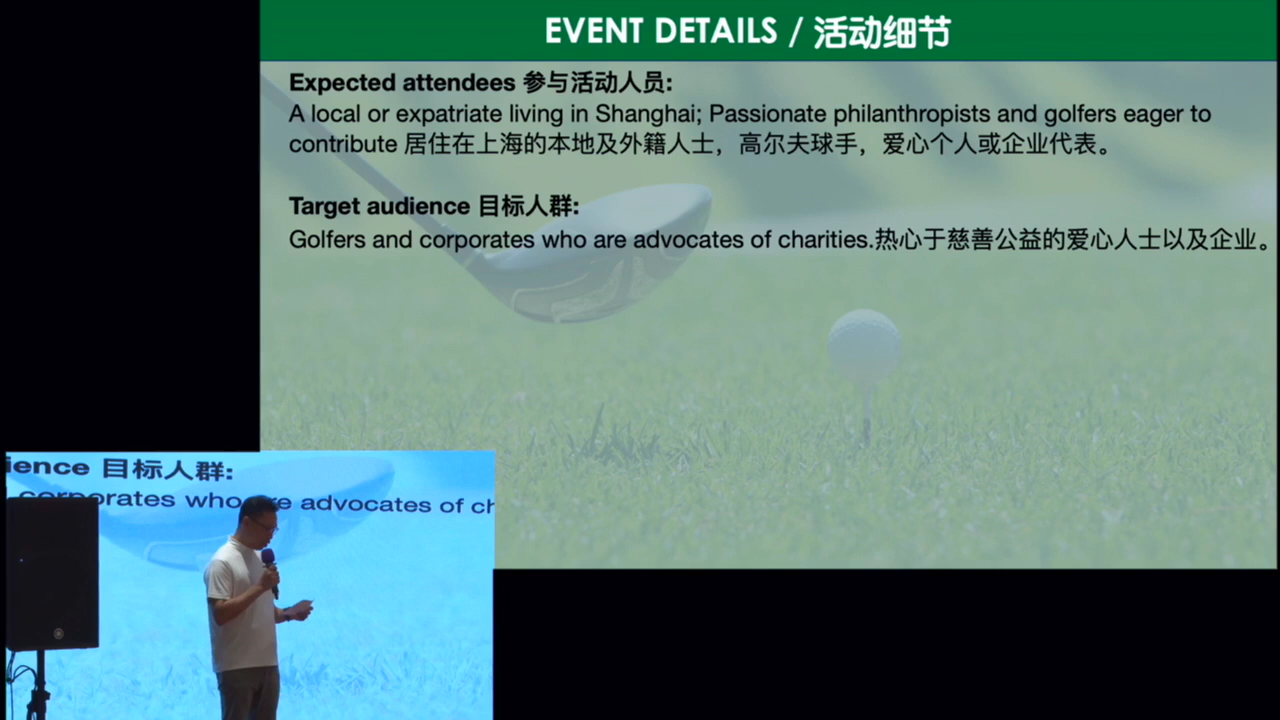 EVENT DETAILS / 活动细节
Expected attendees 参与活动人员:
A local or expatriate living in Shanghai; Passionate philanthropists and golfers eager to
contribute 居住在上海的本地及外籍人士，高尔夫球手，爱心个人或企业代表。
Target audience 目标人群:
Golfers and corporates who are advocates of charities.热心于慈善公益的爱心人士以及企业。
ience 目标人群:
corporates who are advocates of ch